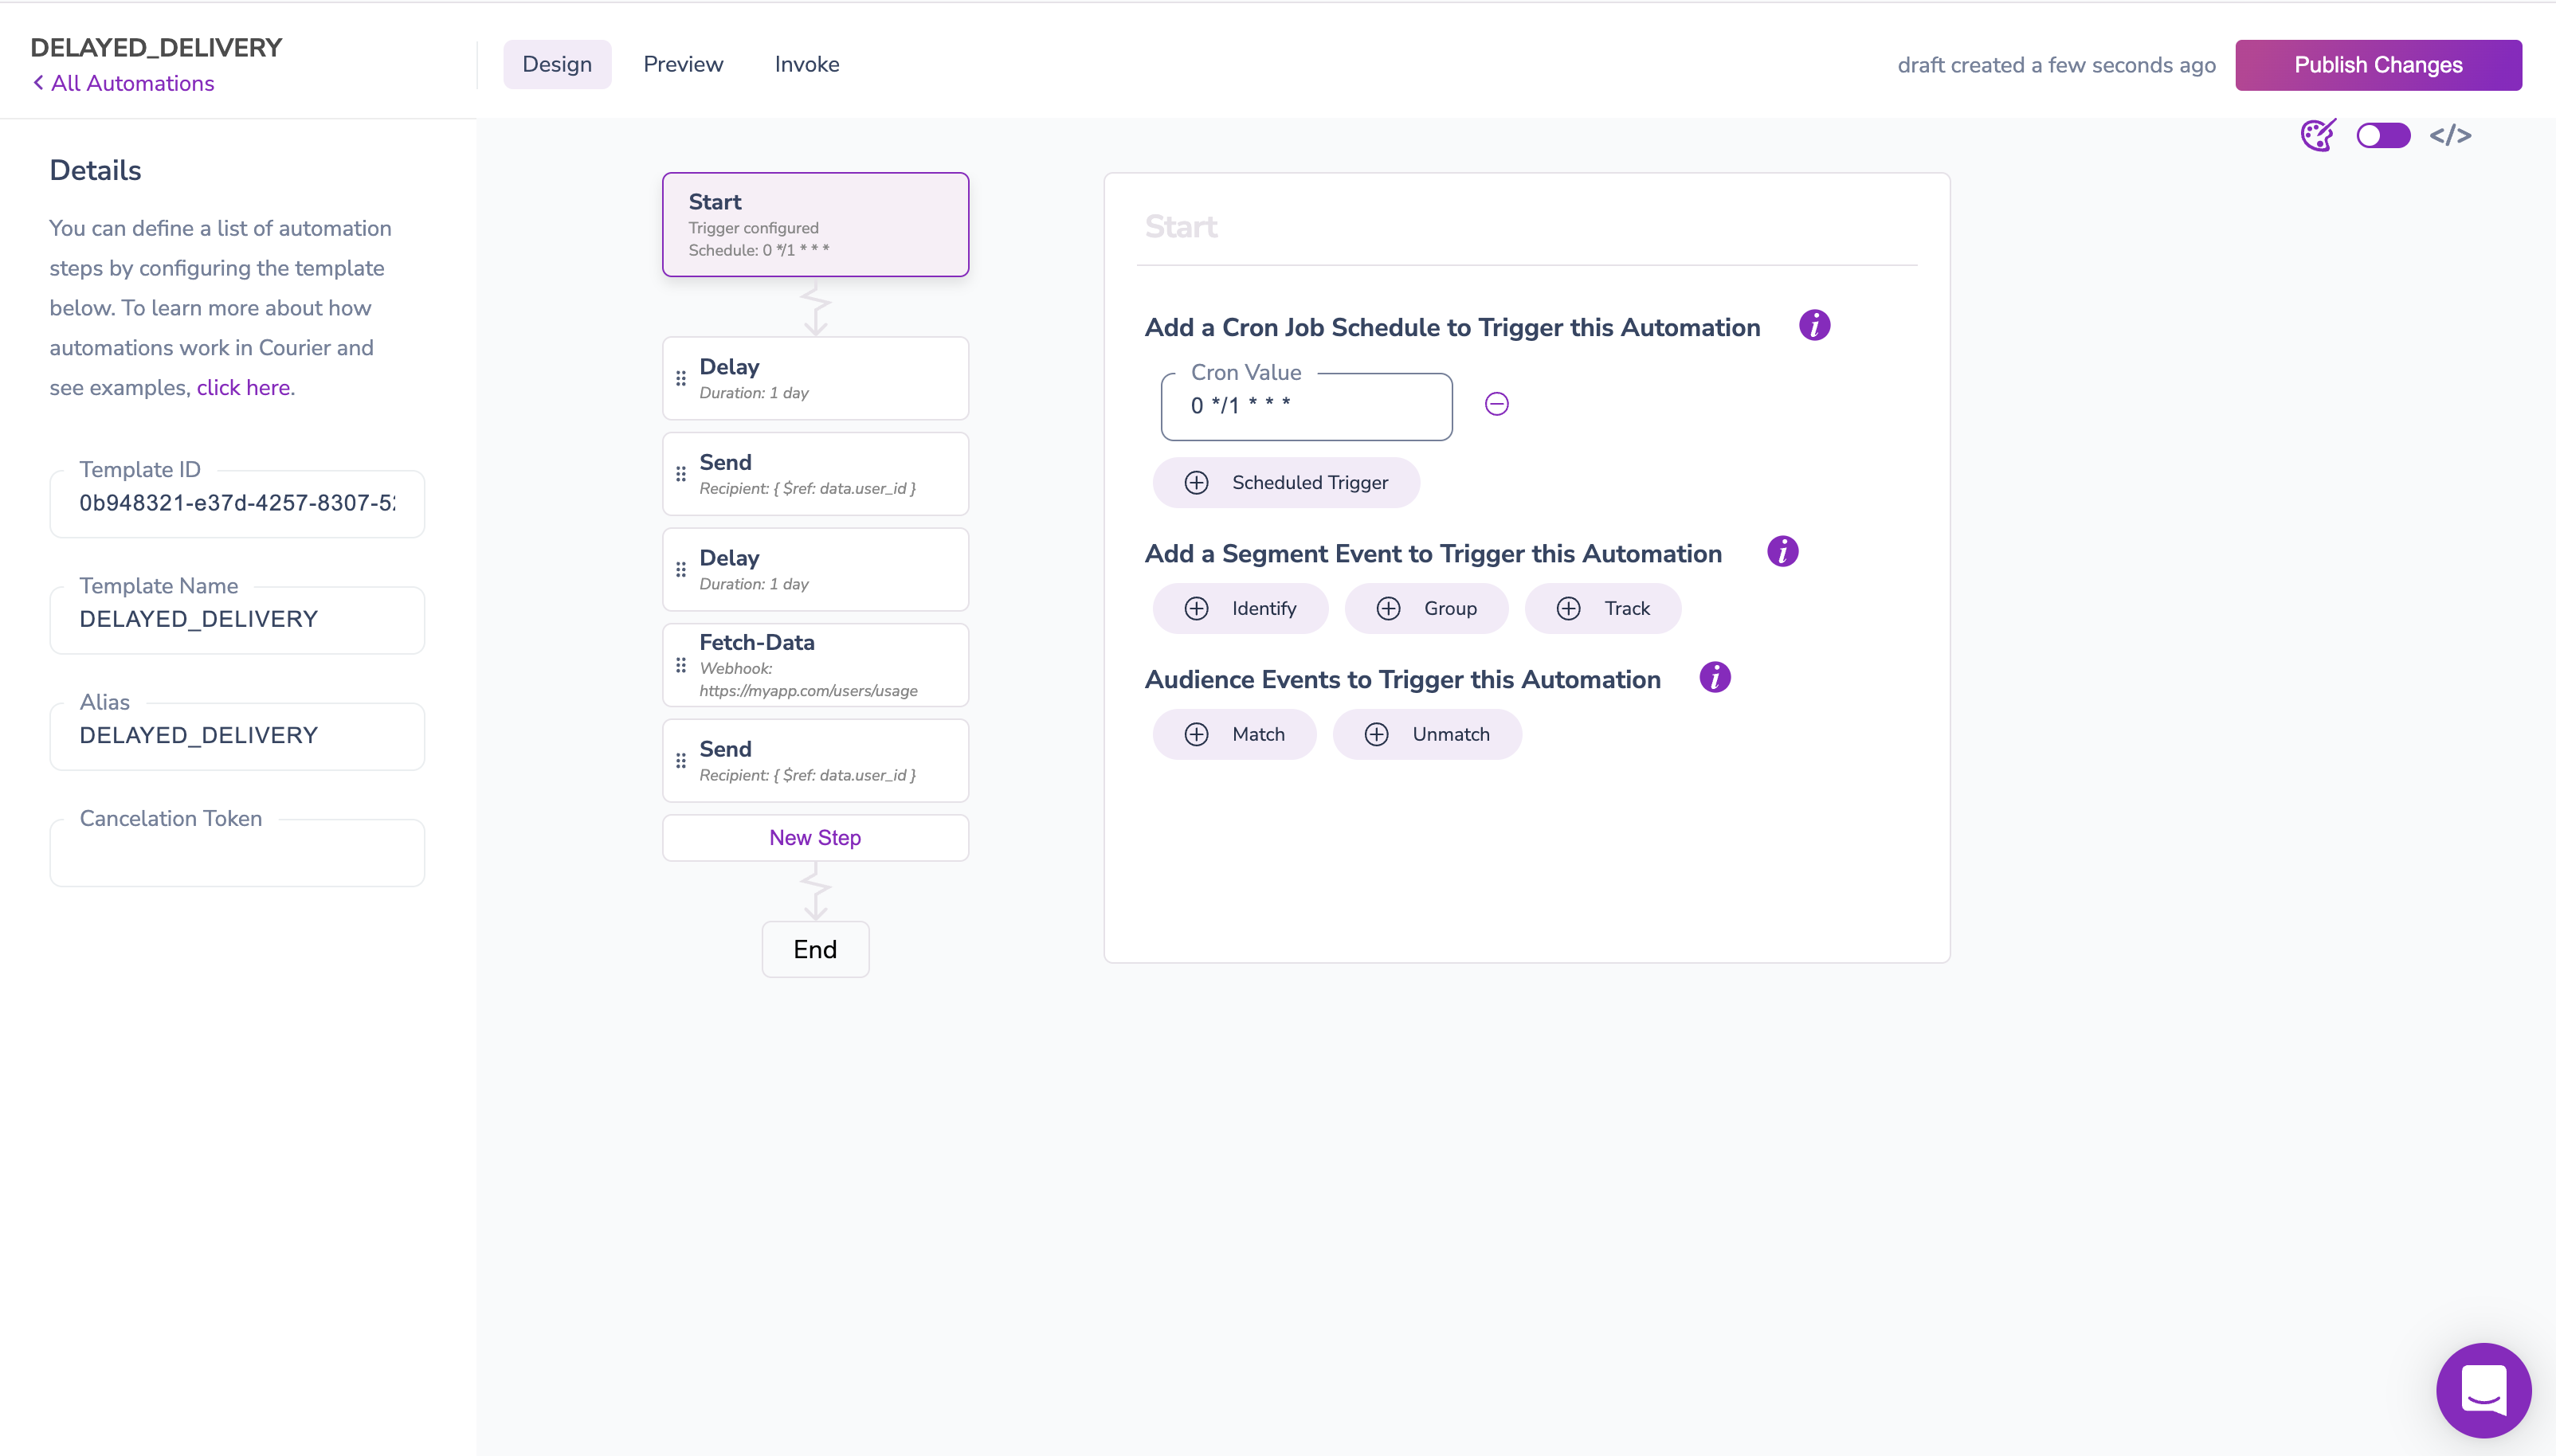 DELAYED_DELIVERY
All Automations
Design
Preview
Invoke
draft created a few seconds ago
Publish Changes
</>
Details
You can define a list of automation
steps by configuring the template
below. To learn more about how
automations work in Courier and
see examples, click here.
Template ID
0b948321-e37d-4257-8307-5
Template Name
DELAYED_DELIVERY
Alias
DELAYED_DELIVERY
Cancelation Token
Start
Trigger configured
Schedule: 0 */1 * * *
Delay
Duration: 1 day
Send
Recipient: { $ref: data.user_id }
Delay
Duration: 1 day
Fetch-Data
Webhook:
https://myapp.com/users/usage
Send
Recipient: { $ref: data.user_id }
New Step
End
Start
Add a Cron Job Schedule to Trigger this Automation
i
Cron Value
0 */1 * * *
Scheduled Trigger
Add a Segment Event to Trigger this Automation
i
Identify
Group
Track
Audience Events to Trigger this Automation
i
Match
Unmatch